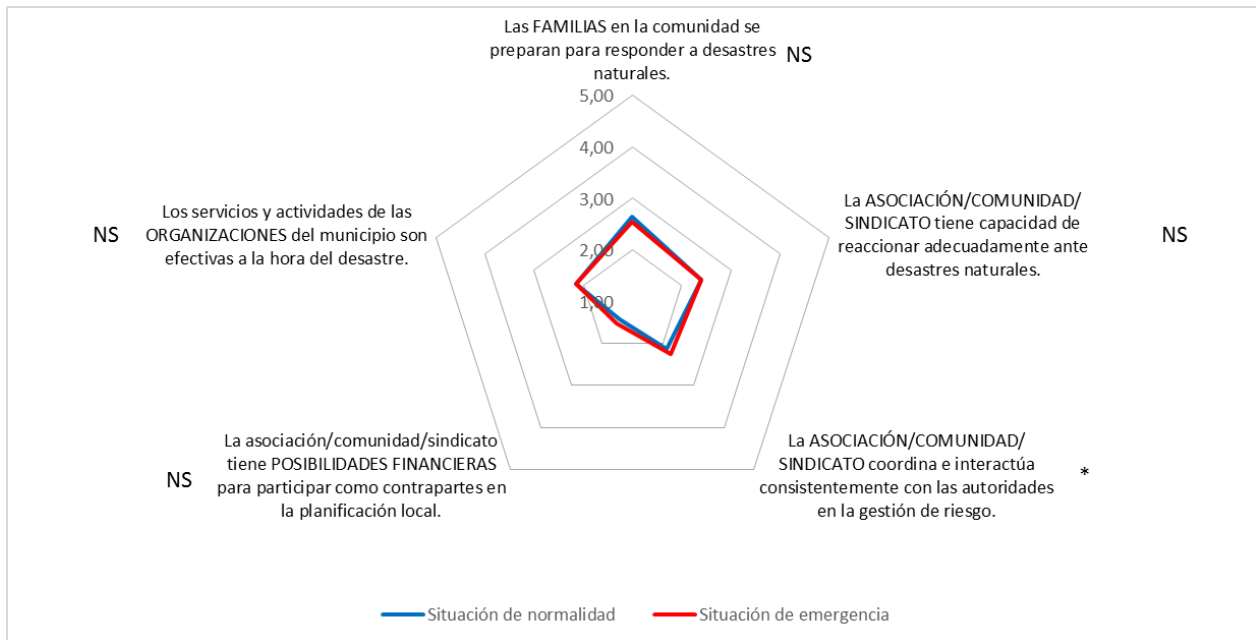 Las FAMILIAS en la comunidad se
preparan para responder a desastres
naturales.
NS
5,00
4,00
3,00
2,00
1,00
La ASOCIACIÓN/COMUNIDAD/
SINDICATO tiene capacidad de
reaccionar adecuadamente ante
desastres naturales.
NS
La ASOCIACIÓN/COMUNIDAD/
SINDICATO coordina e interactúa
consistentemente con las autoridades
en la gestión de riesgo.
*
La asociación/comunidad/sindicato
tiene POSIBILIDADES FINANCIERAS
para participar como contrapartes en
la planificación local.
NS
Los servicios y actividades de las
ORGANIZACIONES del municipio son
efectivas a la hora del desastre.
NS
Situación de normalidad
Situación de emergencia